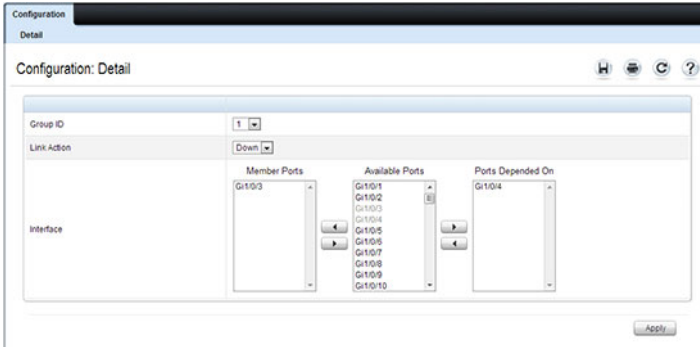 Configuration
Detail
Configuration: Detail
Group ID
1
Link Action
Down
Interface
Member Ports
Gi1/0/3
Available Ports
Gi1/0/1
Gi1/0/2
Gi1/0/3
Gi1/0/4
Gi1/0/5
Gi1/0/6
Gi1/0/7
Gi1/0/8
Gi1/0/9
Gi1/0/10
Ports Depended On
Gi1/0/4
Apply